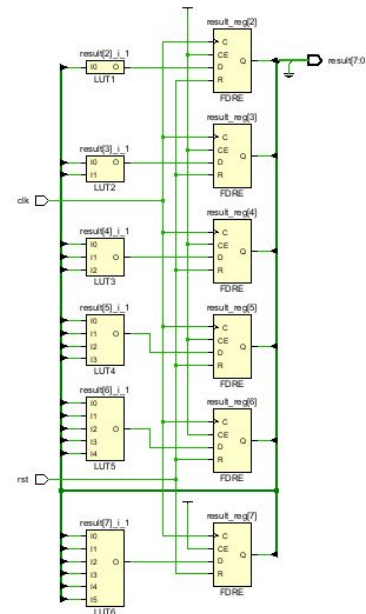 result_reg[2]
result[2]_i_1
C
CE
I0
O
D
Q
result[7:0
LUT1
R
FDRE
result_reg[3]
result[3]_i_1
C
CE
I0
O
D
Q
I1
R
LUT2
FDRE
clk
result_reg[4]
result[4]_i_1
C
I0
CE
Q
I1
O
D
I2
R
LUT3
FDRE
result_reg[5]
result[5]_i_1
C
I0
CE
Q
I1
O
D
I2
R
I3
FDRE
LUT4
result_reg[6]
result[6]_i_1
I0
C
I1
CE
Q
I2
O
D
I3
R
I4
FDRE
LUT5
rst
result_reg[7]
result[7]_i_1
C
I0
CE
Q
I1
D
I2
O
R
I3
FDRE
I4
I5
LUT6